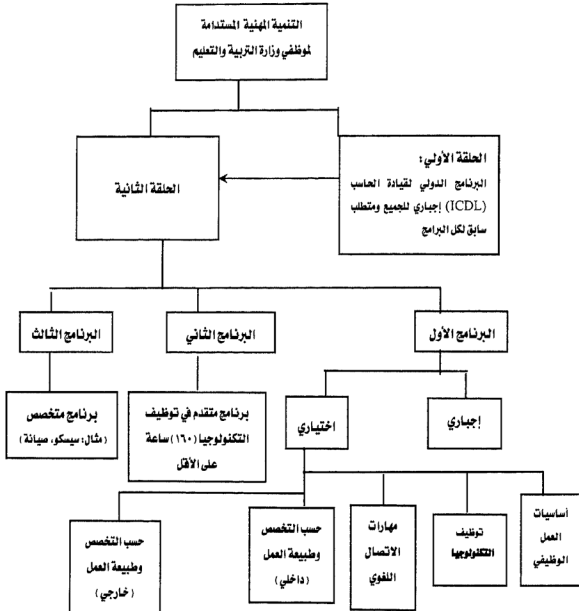 التنمية المهنية المستدامة
لموظفي وزارة التربية والتعليم
الحلقة الأولي:
البرنامج الدولي لقيادة الحاسب
(ICDL) إجباري للجميع ومتطلب
سابق لكل البرامج
الحلقة الثانية
البرنامج الأول
البرنامج الثاني
البرنامج الثالث
إجباري
اختياري
برنامج متقدم في توظيف
التكنولوجيا (١٦٠) ساعة
على الأقل
برنامج متخصص
(مثال: سيسكو، صيانة)
أساسيات
العمل
الوظيفي
توظيف
التكنولوجيا
مهارات
الاتصال
اللغوي
حسب التخصص
وطبيعة العمل
(داخلي)
حسب التخصص
وطبيعة العمل
(خارجي)